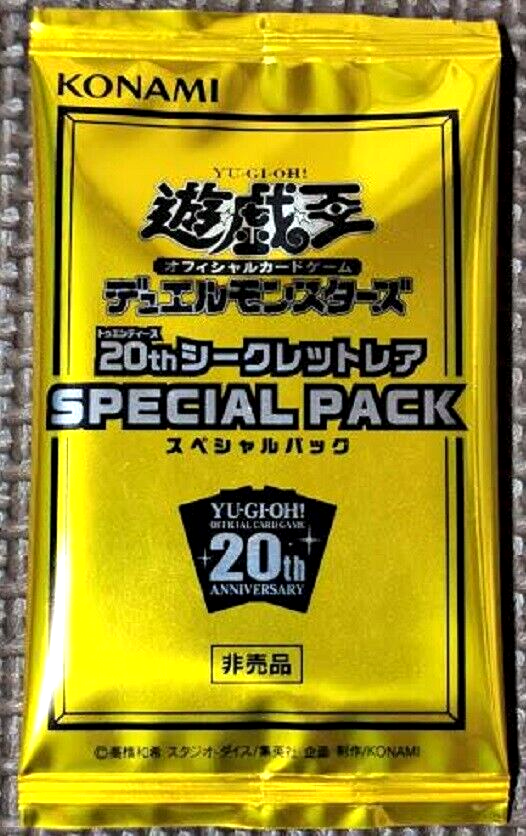 KONAMI
YU-GI-OH!
遊戯王
オフィシャルカードゲーム
デュエルモンスターズ
トゥエンティース
20thシークレットレア
SPECIAL PACK
スペシャルパック
YU-GI-OH!
OFFICIAL CARD GAME
20th
ANNIVERSARY
非売品
©高橋和希 スタジオ・ダイス/集英社 企画・制作/KONAMI